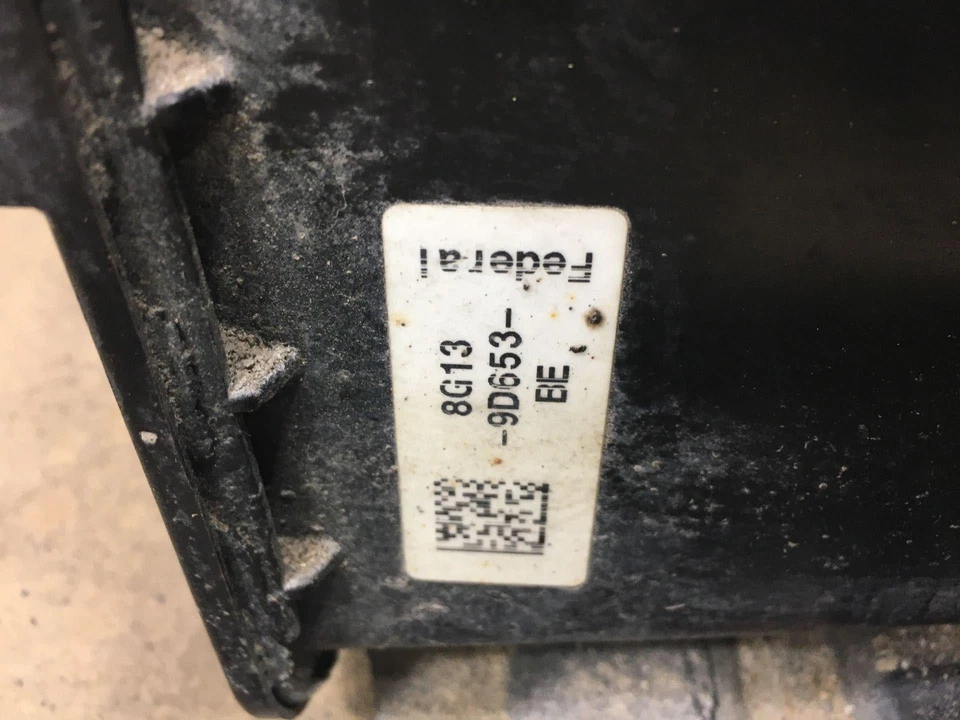 Federal
8G13
-9D653-
BE